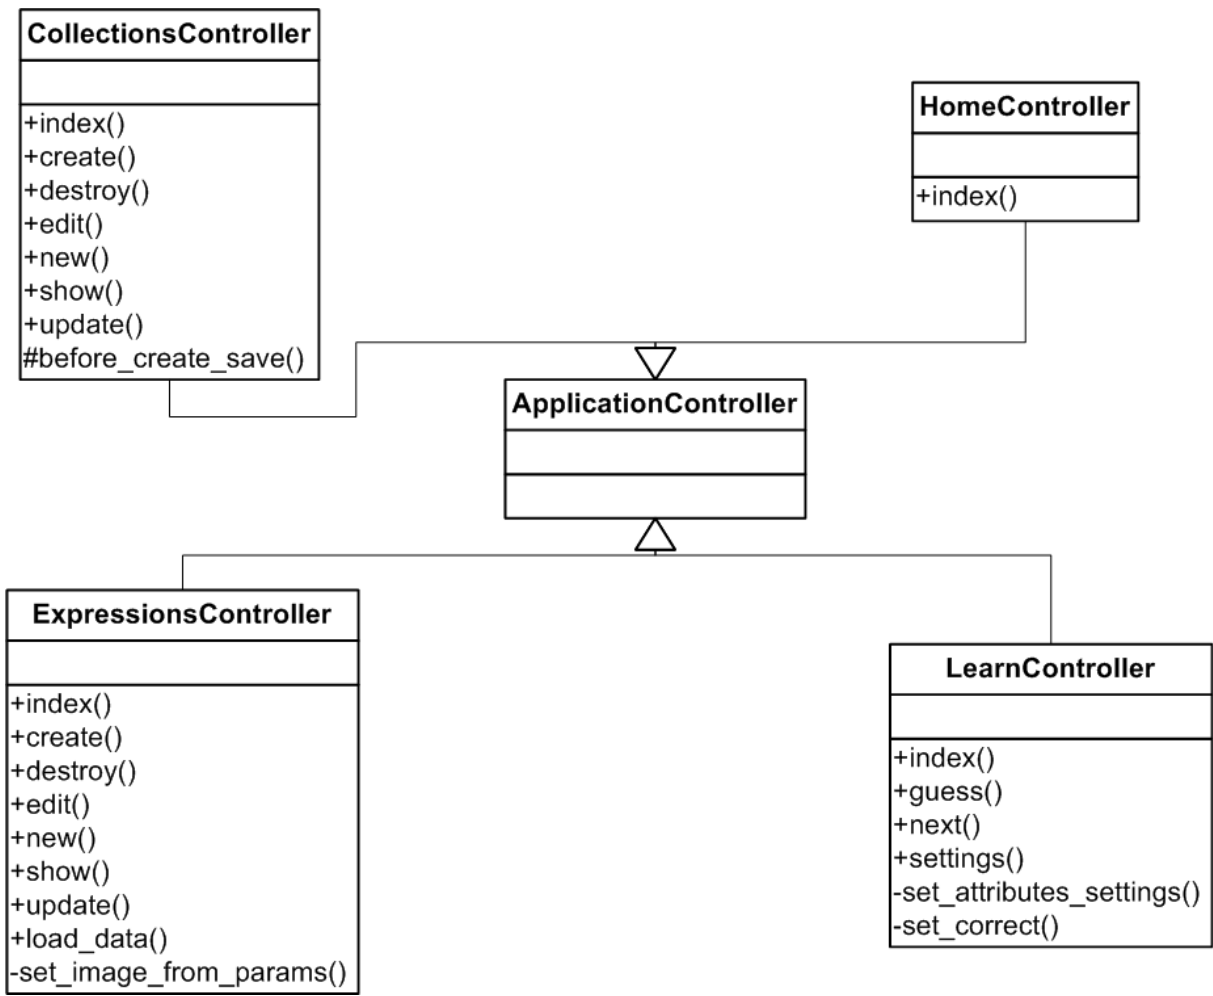 CollectionsController
+index()
+create()
+destroy()
+edit()
+new()
+show()
+update()
#before_create_save()
HomeController
+index()
ApplicationController
ExpressionsController
+index()
+create()
+destroy()
+edit()
+new()
+show()
+update()
+load_data()
-set_image_from_params()
LearnController
+index()
+guess()
+next()
+settings()
-set_attributes_settings()
-set_correct()